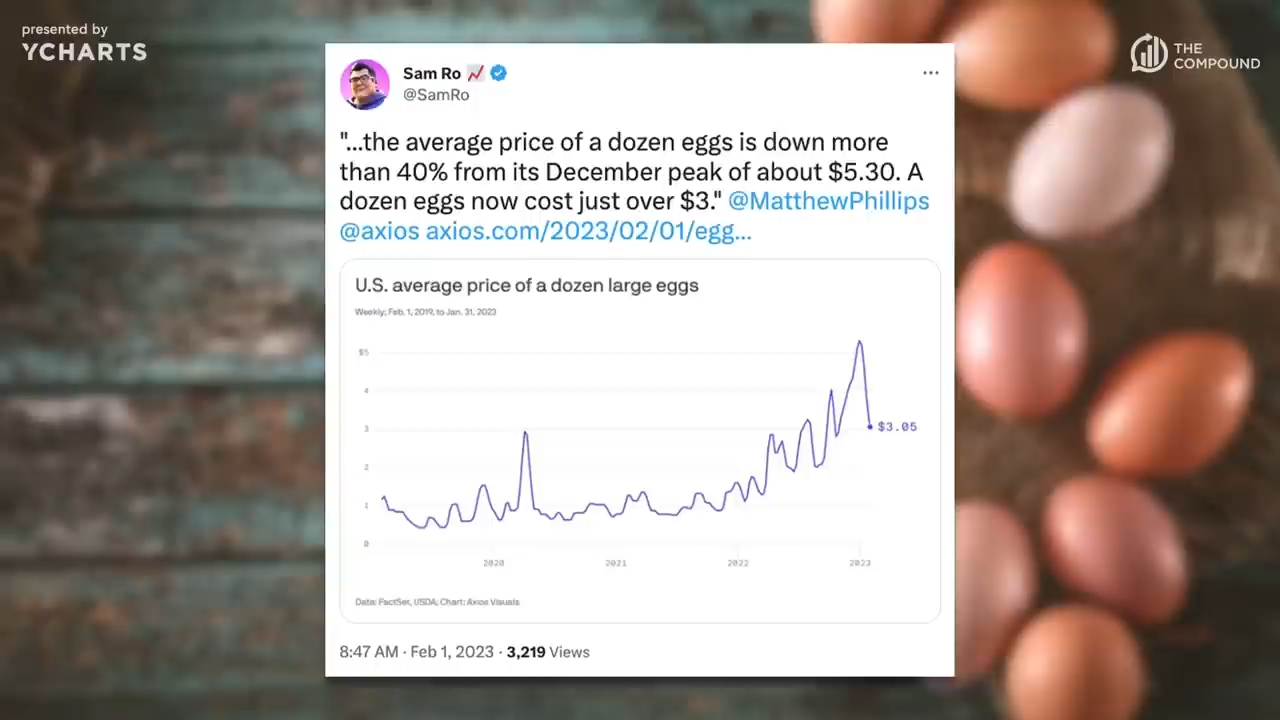 presented by
YCHARTS
THE
COMPOUND
Sam Ro 📈
@SamRo
"...the average price of a dozen eggs is down more
than 40% from its December peak of about $5.30. A
dozen eggs now cost just over $3." @MatthewPhillips
@axios axios.com/2023/02/01/egg...
U.S. average price of a dozen large eggs
Weekly; Feb. 1, 2019, to Jan. 31, 2023
$5
4
3
$3.05
2
1
0
2020 2021 2022 2023
Data: FactSet, USDA; Chart: Axios Visuals
8:47 AM · Feb 1, 2023 · 3,219 Views